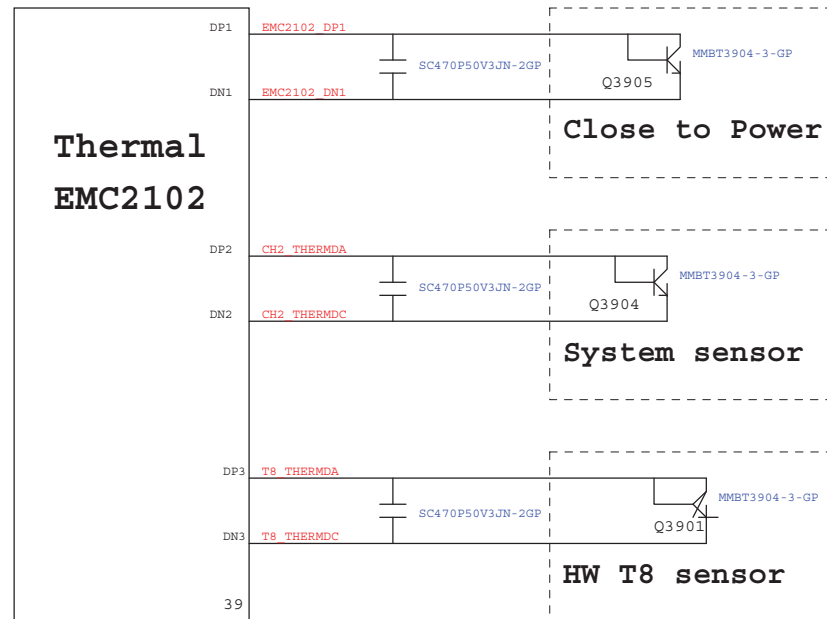 DP1 EMC2102_DP1
MMBT3904-3-GP
SC470P50V3JN-2GP
Q3905
DN1 EMC2102_DN1
Close to Power
Thermal
EMC2102
DP2 CH2_THERMDA
MMBT3904-3-GP
SC470P50V3JN-2GP
Q3904
DN2 CH2_THERMDC
System sensor
DP3 T8_THERMDA
MMBT3904-3-GP
SC470P50V3JN-2GP
Q3901
DN3 T8_THERMDC
HW T8 sensor
39